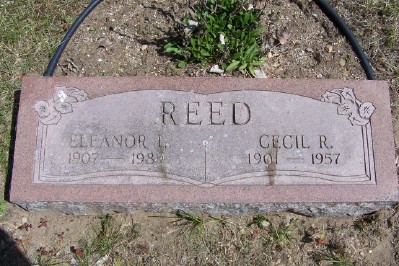 REED
ELEANOR L. CECIL R.
1907 — 1901 — 1957